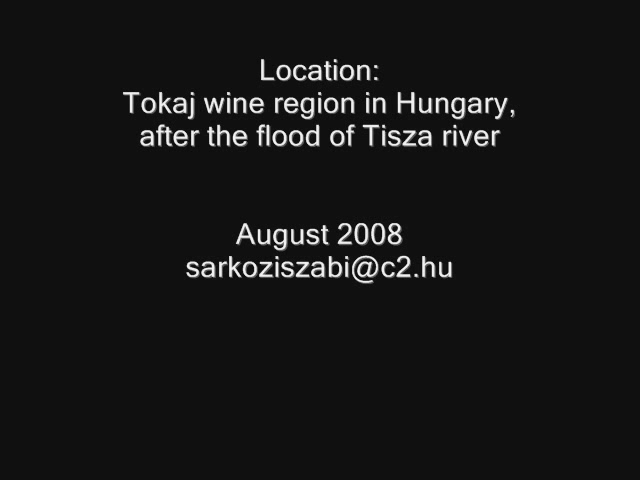 Location:
Tokaj wine region in Hungary,
after the flood of Tisza river
August 2008
sarkoziszabi@c2.hu